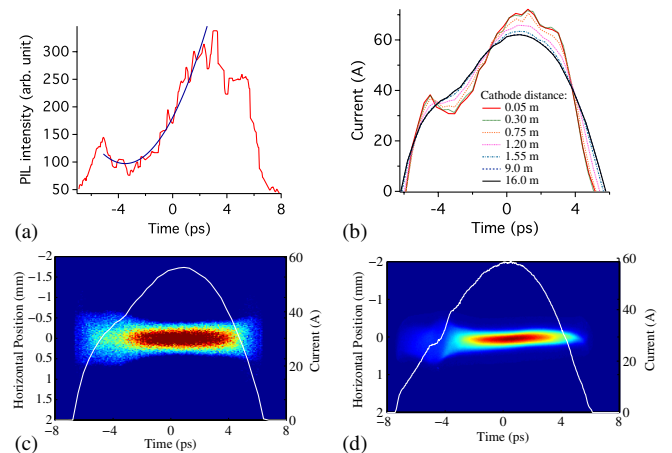 PIL intensity (arb. unit)
350
300
250
200
150
100
50
-4
0
4
8
Time (ps)
(a)
Current (A)
60
40
20
0
Cathode distance:
0.05 m
0.30 m
0.75 m
1.20 m
1.55 m
9.0 m
16.0 m
-4
0
4
Time (ps)
(b)
Horizontal Position (mm)
-2
-1.5
-1
-0.5
0
0.5
1
1.5
2
60
40
20
0
Current (A)
-8
-4
0
4
8
Time (ps)
(c)
Horizontal Position (mm)
-2
-1
0
1
2
60
40
20
0
Current (A)
-8
-4
0
4
8
Time (ps)
(d)